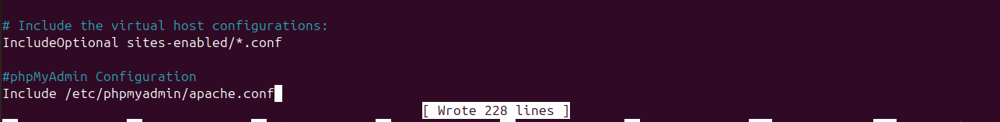 # Include the virtual host configurations:
IncludeOptional sites-enabled/*.conf
#phpMyAdmin Configuration
Include /etc/phpmyadmin/apache.conf
[ Wrote 228 lines ]